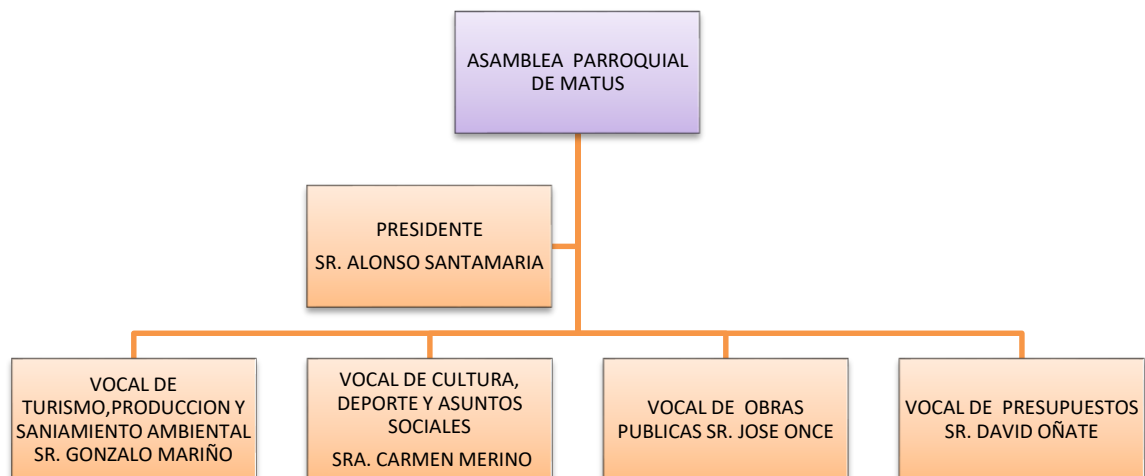 ASAMBLEA PARROQUIAL
DE MATUS
PRESIDENTE
SR. ALONSO SANTAMARIA
VOCAL DE
TURISMO,PRODUCCION Y
SANIAMIENTO AMBIENTAL
SR. GONZALO MARIÑO
VOCAL DE CULTURA,
DEPORTE Y ASUNTOS
SOCIALES
SRA. CARMEN MERINO
VOCAL DE OBRAS
PUBLICAS SR. JOSE ONCE
VOCAL DE PRESUPUESTOS
SR. DAVID OÑATE